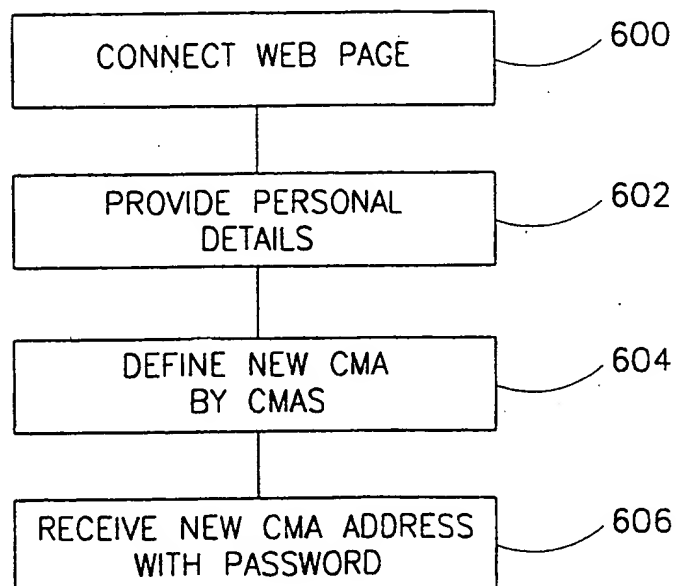 CONNECT WEB PAGE
600
PROVIDE PERSONAL
DETAILS
602
DEFINE NEW CMA
BY CMAS
604
RECEIVE NEW CMA ADDRESS
WITH PASSWORD
606